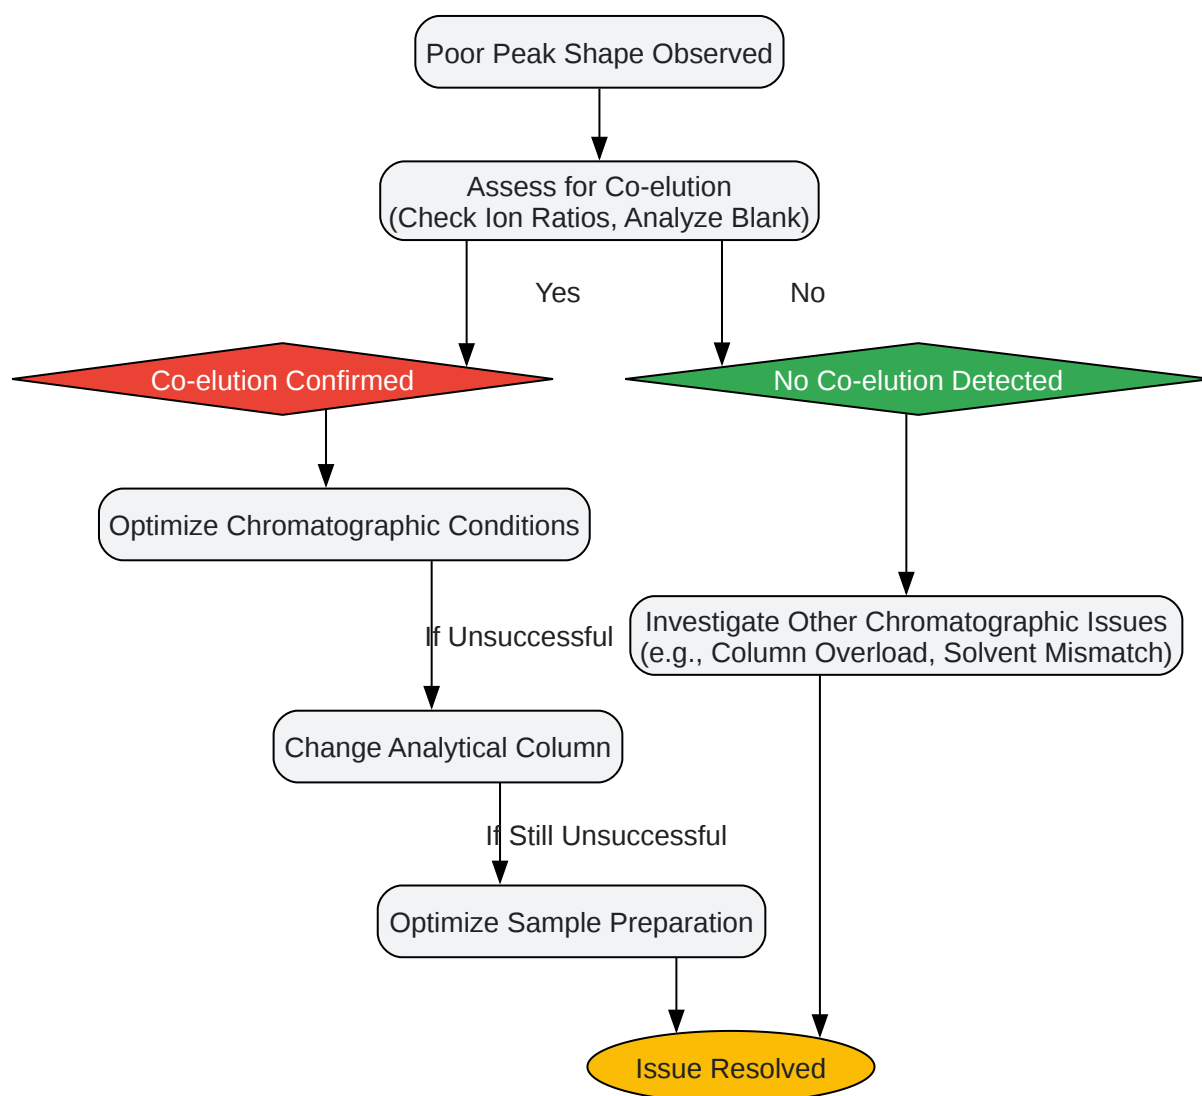 Poor Peak Shape Observed
Assess for Co-elution
(Check Ion Ratios, Analyze Blank)
Yes
No
Co-elution Confirmed
No Co-elution Detected
Optimize Chromatographic Conditions
Investigate Other Chromatographic Issues
(e.g., Column Overload, Solvent Mismatch)
If Unsuccessful
Change Analytical Column
If Still Unsuccessful
Optimize Sample Preparation
Issue Resolved